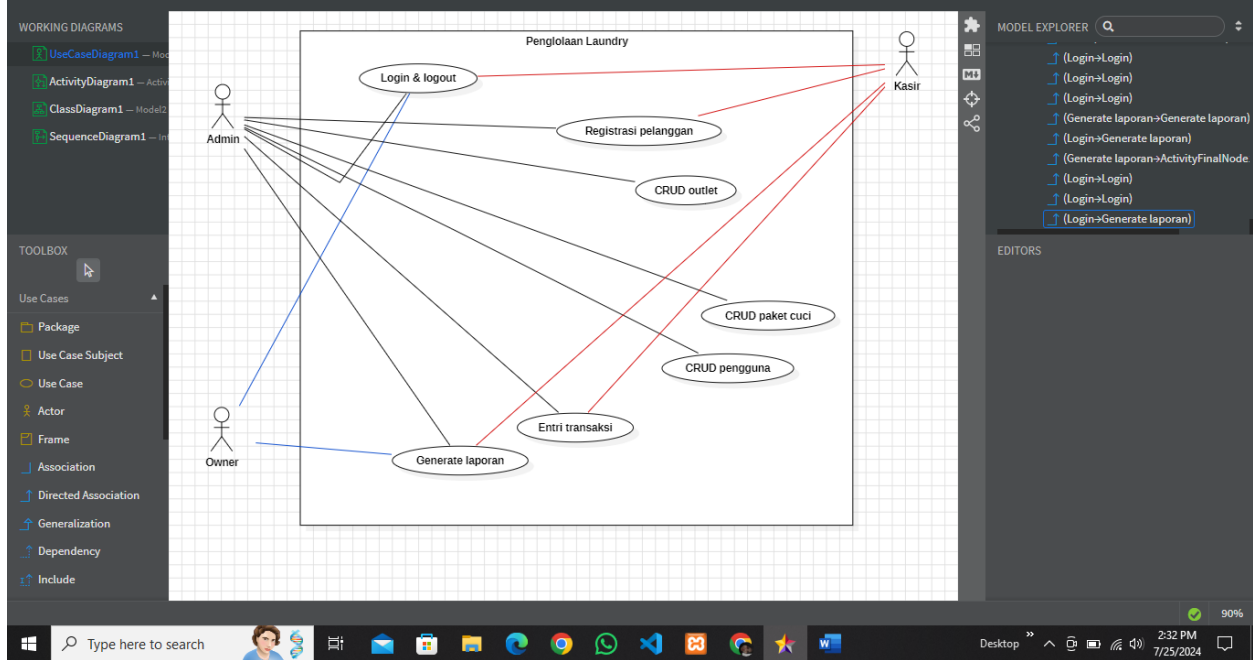 WORKING DIAGRAMS
UseCaseDiagram1 — Mod
ActivityDiagram1 — Activi
ClassDiagram1 — Model2
SequenceDiagram1 — Int
TOOLBOX
Use Cases
Package
Use Case Subject
Use Case
Actor
Frame
Association
Directed Association
Generalization
Dependency
Include
Penglolaan Laundry
Login & logout
Kasir
Admin
Registrasi pelanggan
CRUD outlet
CRUD paket cuci
CRUD pengguna
Entri transaksi
Owner
Generate laporan
M
MODEL EXPLORER
(Login→Login)
(Login→Login)
(Login→Login)
(Generate laporan→Generate laporan)
(Login→Generate laporan)
(Generate laporan→ActivityFinalNode
(Login→Login)
(Login→Login)
(Login→Generate laporan)
EDITORS
90%
Type here to search
W
Desktop
2:32 PM
7/25/2024